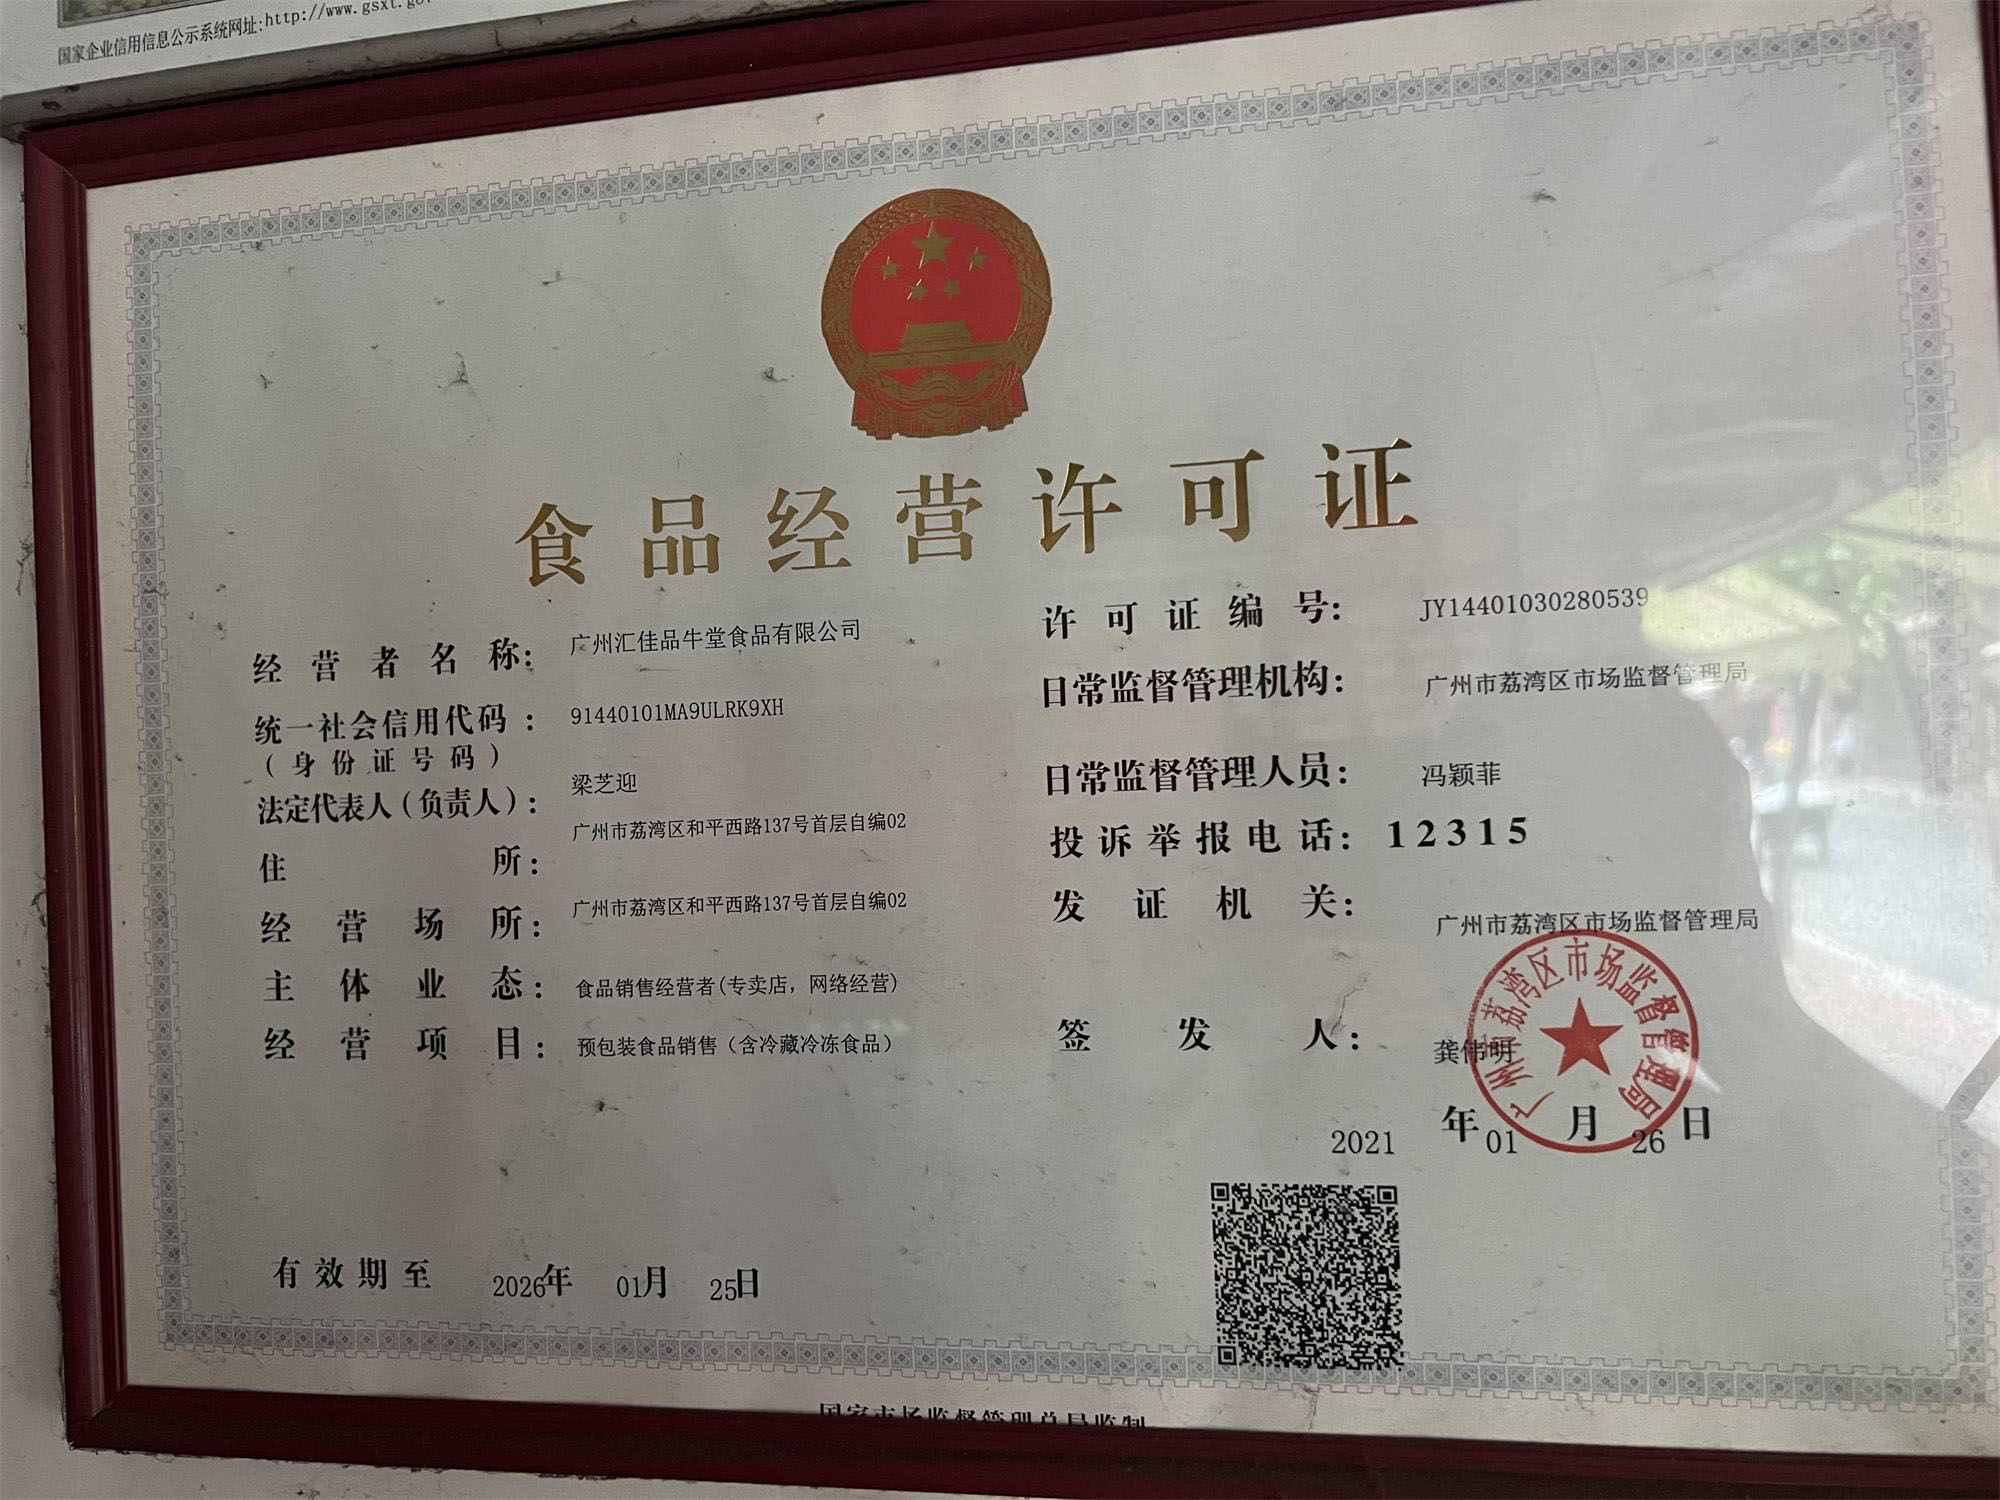 国家企业信用信息公示系统网址:http://www.gsxt.gov
食品经营许可证
经营者名称: 广州汇佳品牛堂食品有限公司
统一社会信用代码: 91440101MA9ULRK9XH
(身份证号码)
法定代表人(负责人): 梁芝迎
住所: 广州市荔湾区和平西路137号首层自编02
经营场所: 广州市荔湾区和平西路137号首层自编02
主体业态: 食品销售经营者(专卖店，网络经营)
经营项目: 预包装食品销售（含冷藏冷冻食品）
有效期至 2026年 01月 25日
许可证编号: JY14401030280539
日常监督管理机构: 广州市荔湾区市场监督管理局
日常监督管理人员: 冯颖菲
投诉举报电话: 12315
发证机关: 广州市荔湾区市场监督管理局
签发人: 龚伟明
广州市荔湾区市场监督管理局
2021年01月26日
国家市场监督管理总局监制